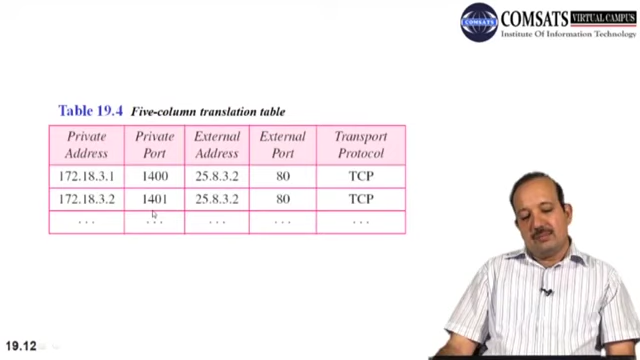 COMSATS VIRTUAL CAMPUS
Institute Of Information Technology
Table 19.4 Five-column translation table
Private Address Private Port External Address External Port Transport Protocol
172.18.3.1 1400 25.8.3.2 80 TCP
172.18.3.2 1401 25.8.3.2 80 TCP
. . . . . . . . . . . . . . .
19.12